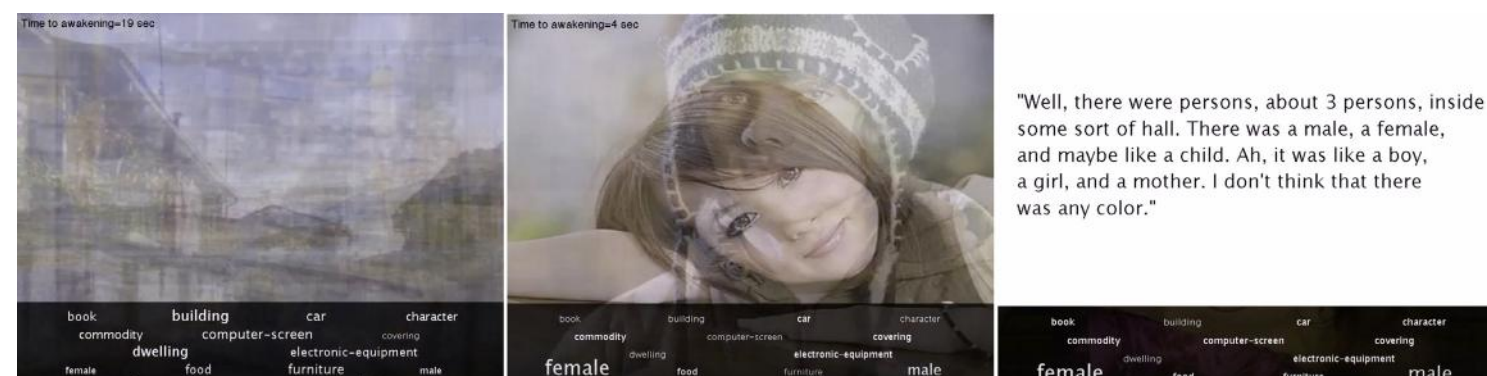 Time to awakening=19 sec
book building car character
commodity computer-screen covering
dwelling electronic-equipment
female food furniture male
Time to awakening=4 sec
book building car character
commodity computer-screen covering
dwelling electronic-equipment
female food furniture male
"Well, there were persons, about 3 persons, inside
some sort of hall. There was a male, a female,
and maybe like a child. Ah, it was like a boy,
a girl, and a mother. I don't think that there
was any color."
book building car character
commodity computer-screen covering
dwelling electronic-equipment
female food furniture male